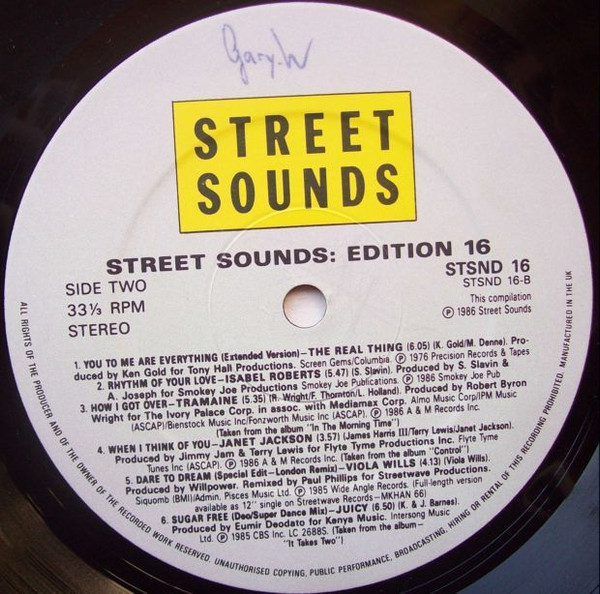 Gary.W
STREET
SOUNDS
STREET SOUNDS: EDITION 16
SIDE TWO
33⅓ RPM
STEREO
STSND 16
STSND 16-B
This compilation
℗ 1986 Street Sounds
1. YOU TO ME ARE EVERYTHING (Extended Version)—THE REAL THING (6.05) (K. Gold/M. Denne). Pro-
duced by Ken Gold for Tony Hall Productions. Screen Gems/Columbia. ℗ 1976 Precision Records & Tapes
2. RHYTHM OF YOUR LOVE—ISABEL ROBERTS (5.47) (S. Slavin). Produced by S. Slavin &
A. Joseph for Smokey Joe Productions Smokey Joe Publications. ℗ 1986 Smokey Joe Pub
3. HOW I GOT OVER—TRAMAINE (5.35) (R. Wright/F. Thornton/L. Holland). Produced by Robert Byron
Wright for The Ivory Palace Corp. in assoc. with Mediamax Corp. Almo Music Corp/IPM Music
(ASCAP)/Bienstock Music Inc/Fonzworth Music Inc (ASCAP). ℗ 1986 A & M Records Inc.
(Taken from the album "In The Morning Time")
4. WHEN I THINK OF YOU—JANET JACKSON (3.57) (James Harris III/Terry Lewis/Janet Jackson).
Produced by Jimmy Jam & Terry Lewis for Flyte Tyme Productions Inc. Flyte Tyme
Tunes Inc (ASCAP). ℗ 1986 A & M Records Inc. (Taken from the album "Control")
5. DARE TO DREAM (Special Edit—London Remix)—VIOLA WILLS (4.13) (Viola Wills).
Produced by Willpower. Remixed by Paul Phillips for Streetwave Productions.
Siquomb (BMI)/Admin. Pisces Music Ltd. ℗ 1985 Wide Angle Records. (Full-length version
available as 12" single on Streetwave Records—MKHAN 66)
6. SUGAR FREE (Deo/Super Dance Mix)—JUICY (6.01) (K. & J. Barnes).
Produced by Eumir Deodato for Kenya Music. Intersong Music
Ltd. ℗ 1985 CBS Inc. LC 2688S. (Taken from the album—
"It Takes Two")
ALL RIGHTS OF THE PRODUCER AND OF THE OWNER OF THE RECORDED WORK RESERVED. UNAUTHORISED COPYING, PUBLIC PERFORMANCE, BROADCASTING, HIRING OR RENTAL OF THIS RECORDING PROHIBITED. MANUFACTURED IN THE UK